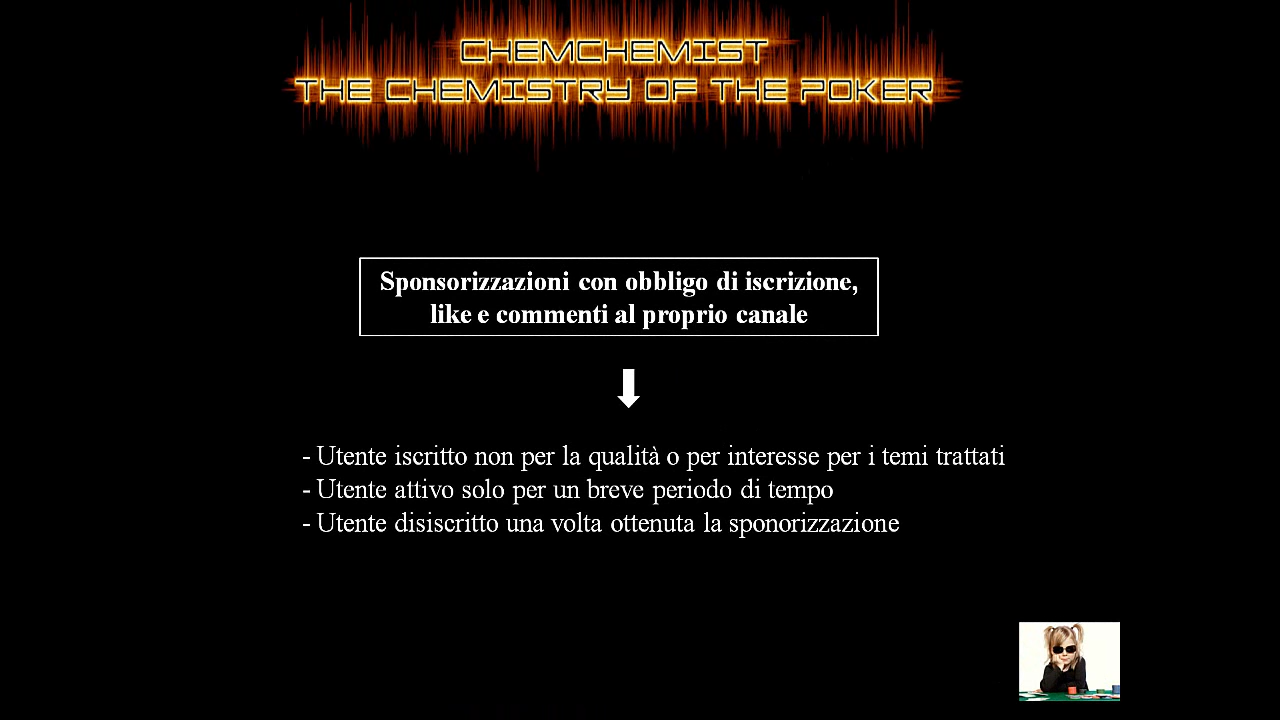 CHEMCHEMIST
THE CHEMISTRY OF THE POKER
Sponsorizzazioni con obbligo di iscrizione,
like e commenti al proprio canale
- Utente iscritto non per la qualità o per interesse per i temi trattati
- Utente attivo solo per un breve periodo di tempo
- Utente disiscritto una volta ottenuta la sponorizzazione